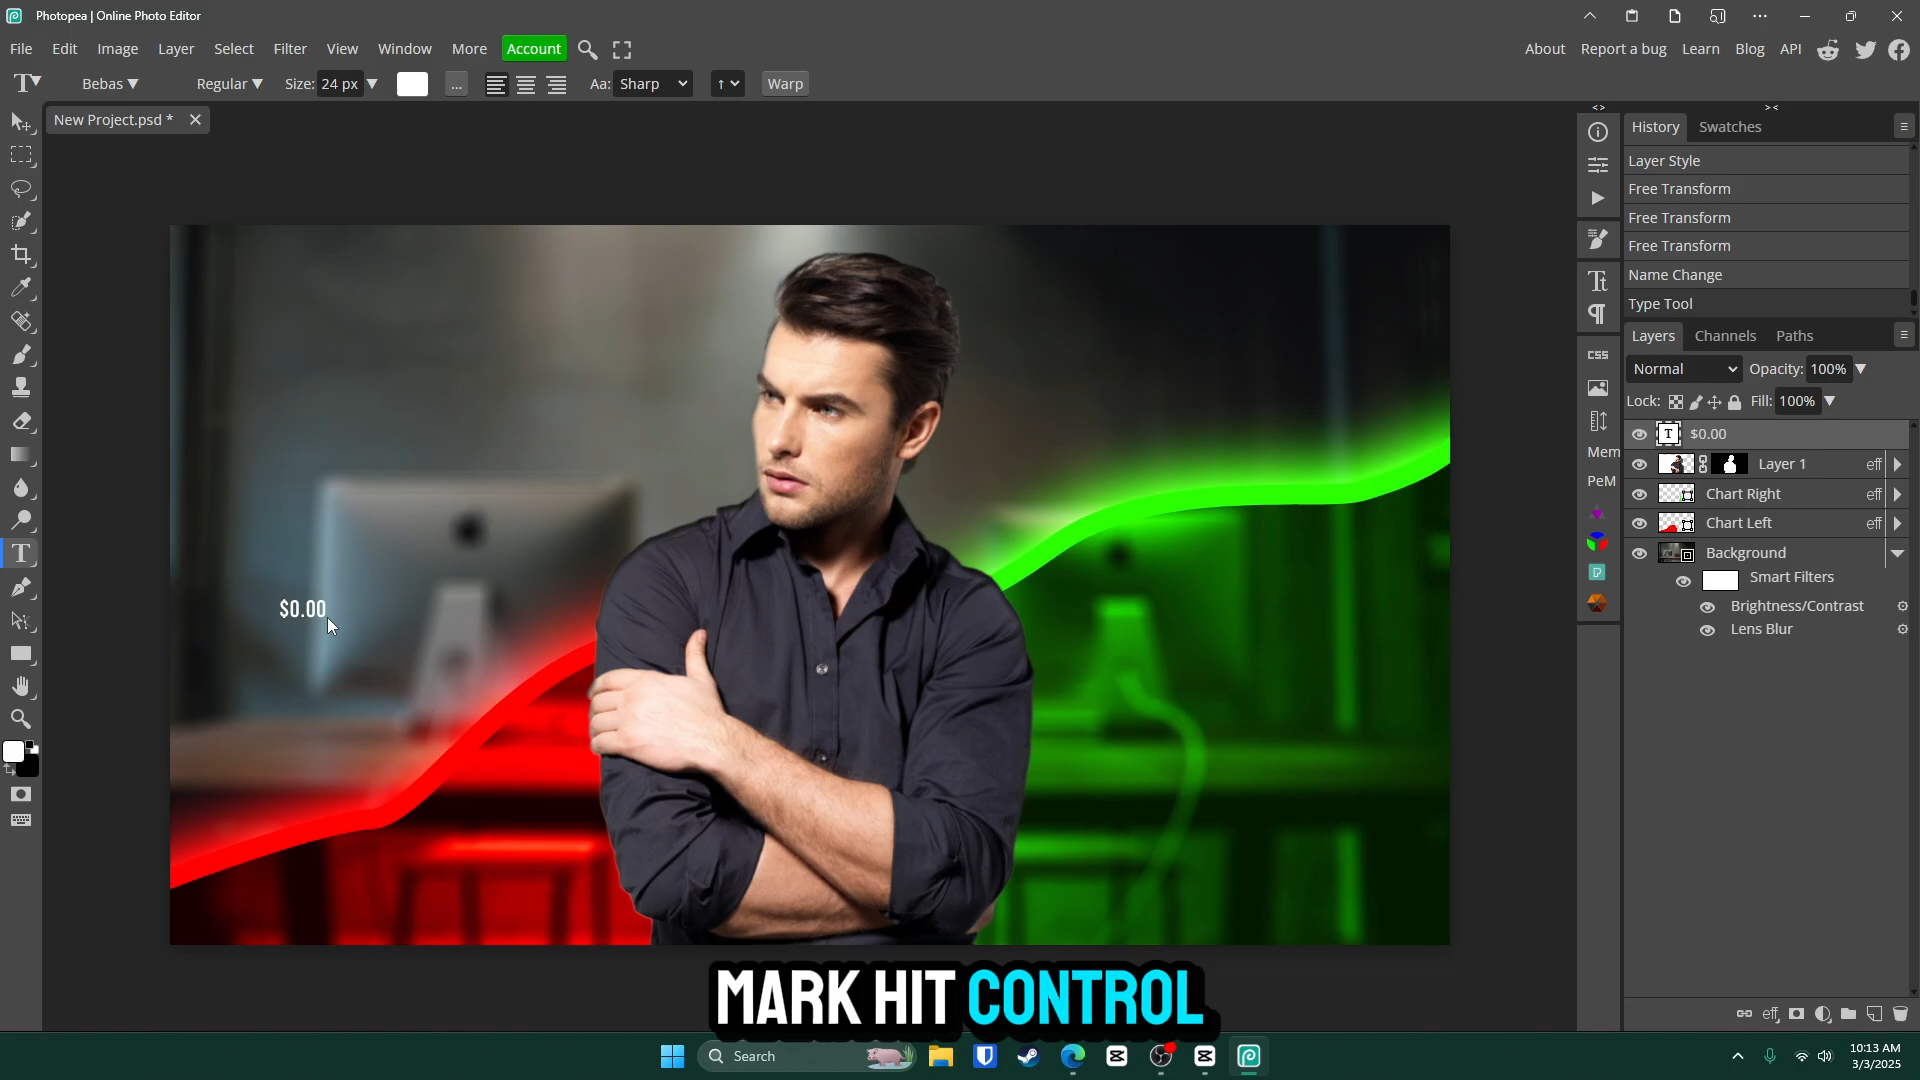 Photopea | Online Photo Editor
File Edit Image Layer Select Filter View Window More Account
About Report a bug Learn Blog API
Bebas Regular Size: 24 px ... Aa: Sharp ↑ Warp
New Project.psd *
<> ><
History Swatches
Layer Style
Free Transform
Free Transform
Free Transform
Name Change
Type Tool
Layers Channels Paths
CSS
Normal Opacity: 100%
Lock: Fill: 100%
$0.00
Mem
Layer 1 eff
PeM
Chart Right eff
Chart Left eff
Background
Smart Filters
Brightness/Contrast
Lens Blur
$0.00
MARK HIT CONTROL
eff
Search
10:13 AM
3/3/2025